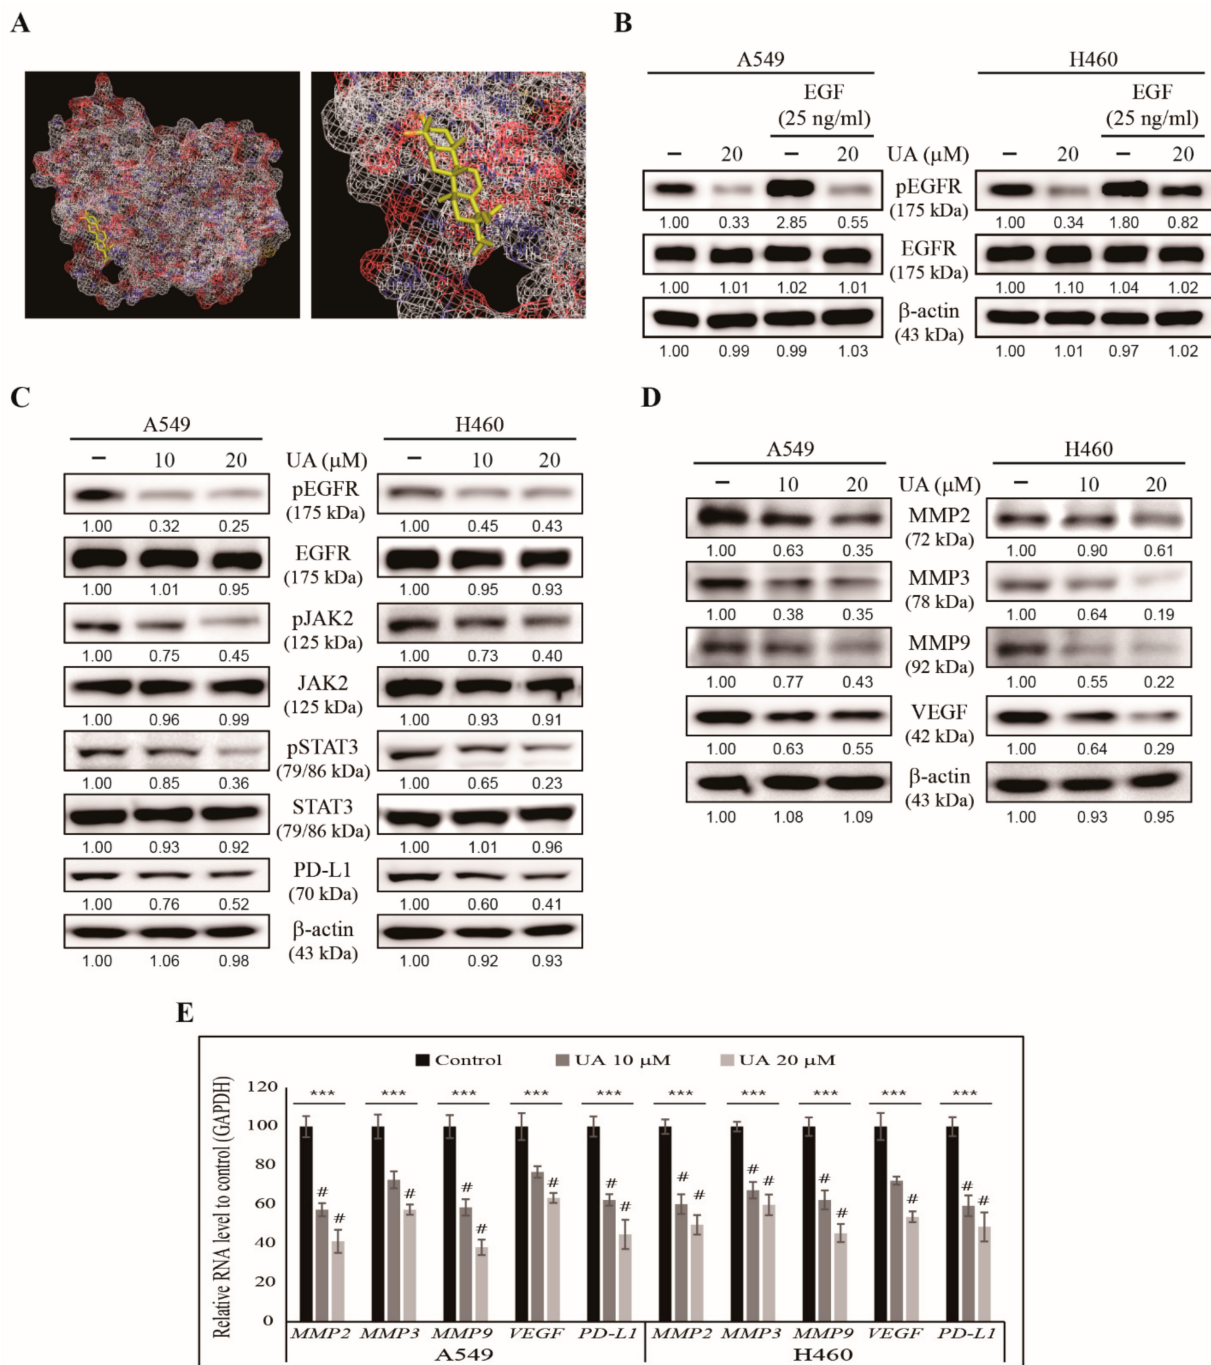 A
B
A549
H460
EGF
(25 ng/ml)
EGF
(25 ng/ml)
– 20 – 20 UA (μM) – 20 – 20
pEGFR
(175 kDa)
1.00 0.33 2.85 0.55 1.00 0.34 1.80 0.82
EGFR
(175 kDa)
1.00 1.01 1.02 1.01 1.00 1.10 1.04 1.02
β-actin
(43 kDa)
1.00 0.99 0.99 1.03 1.00 1.01 0.97 1.02
C
A549 H460
– 10 20 UA (μM) – 10 20
pEGFR
(175 kDa)
1.00 0.32 0.25 1.00 0.45 0.43
EGFR
(175 kDa)
1.00 1.01 0.95 1.00 0.95 0.93
pJAK2
(125 kDa)
1.00 0.75 0.45 1.00 0.73 0.40
JAK2
(125 kDa)
1.00 0.96 0.99 1.00 0.93 0.91
pSTAT3
(79/86 kDa)
1.00 0.85 0.36 1.00 0.65 0.23
STAT3
(79/86 kDa)
1.00 0.93 0.92 1.00 1.01 0.96
PD-L1
(70 kDa)
1.00 0.76 0.52 1.00 0.60 0.41
β-actin
(43 kDa)
1.00 1.06 0.98 1.00 0.92 0.93
D
A549 H460
– 10 20 UA (μM) – 10 20
MMP2
(72 kDa)
1.00 0.63 0.35 1.00 0.90 0.61
MMP3
(78 kDa)
1.00 0.38 0.35 1.00 0.64 0.19
MMP9
(92 kDa)
1.00 0.77 0.43 1.00 0.55 0.22
VEGF
(42 kDa)
1.00 0.63 0.55 1.00 0.64 0.29
β-actin
(43 kDa)
1.00 1.08 1.09 1.00 0.93 0.95
E
Control UA 10 μM UA 20 μM
Relative RNA level to control (GAPDH)
120
100
80
60
40
20
0
*** *** *** *** *** *** *** *** *** ***
# # # # # # # # # # # # # # # # #
MMP2 MMP3 MMP9 VEGF PD-L1 MMP2 MMP3 MMP9 VEGF PD-L1
A549 H460